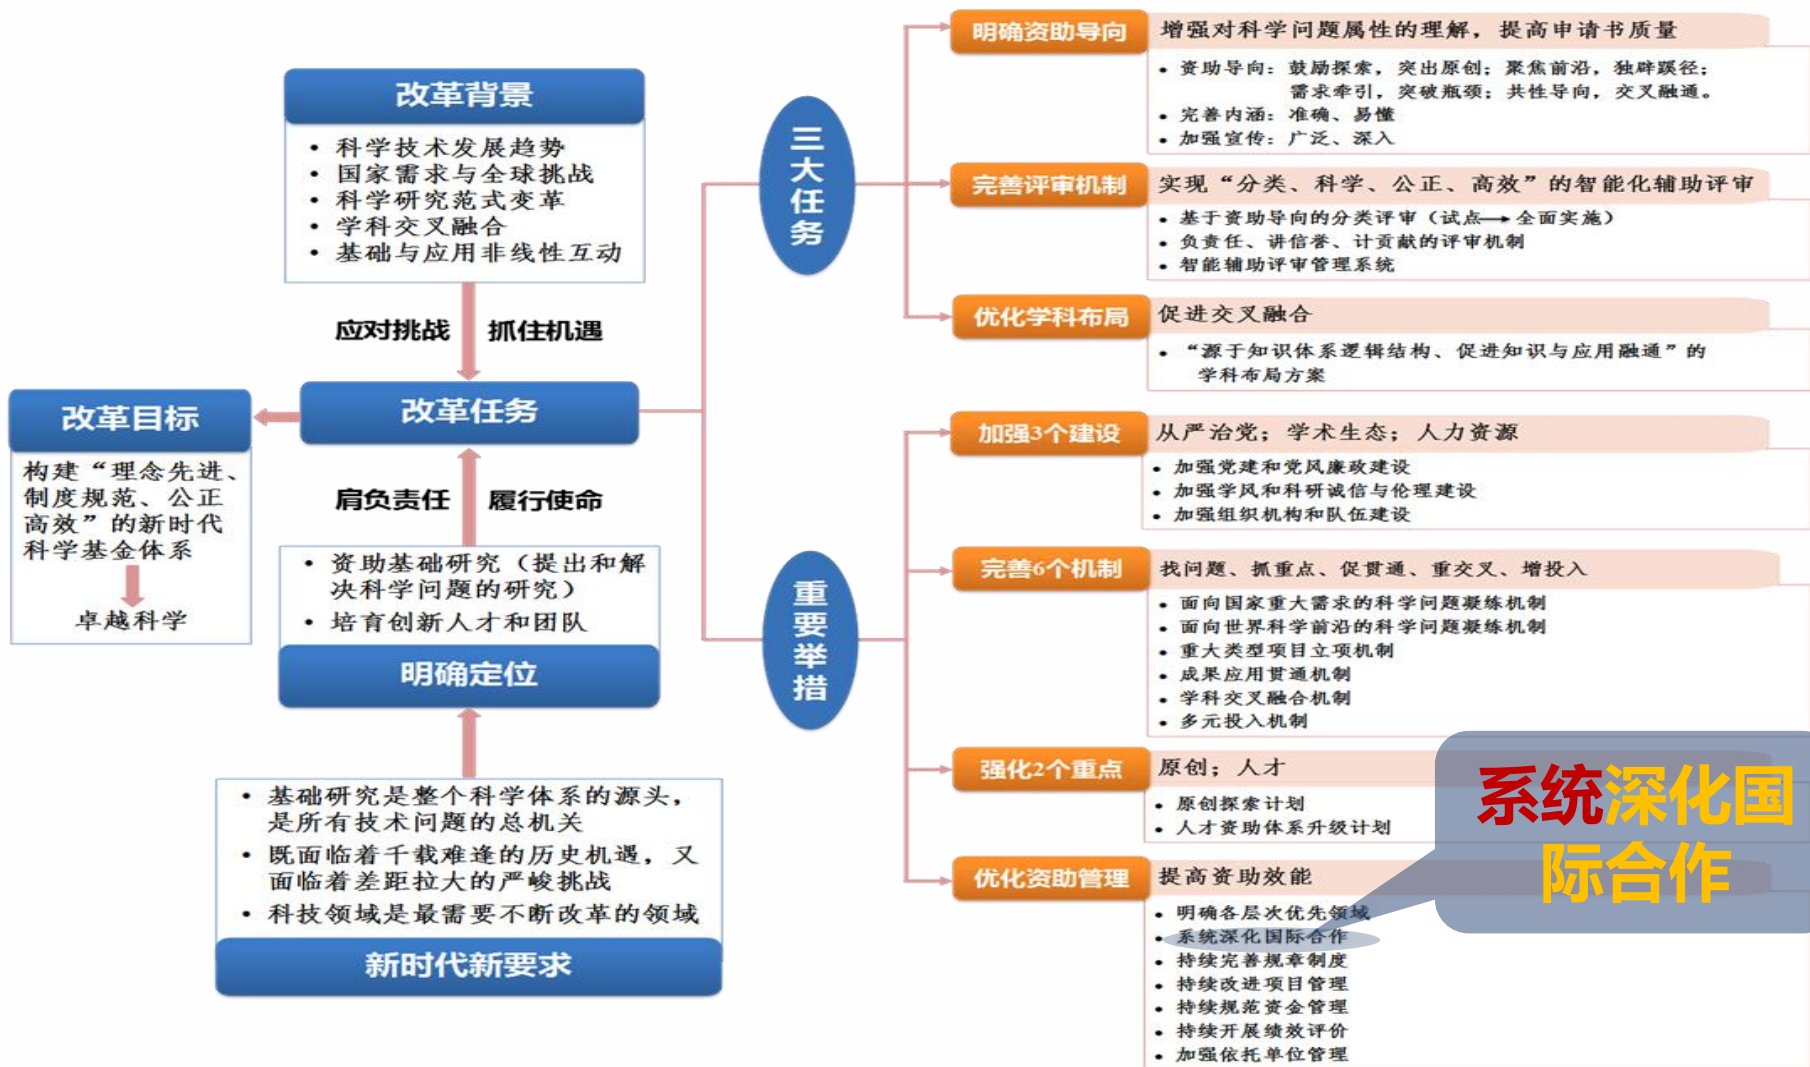 改革背景
• 科学技术发展趋势
• 国家需求与全球挑战
• 科学研究范式变革
• 学科交叉融合
• 基础与应用非线性互动
应对挑战 抓住机遇
改革目标
构建“理念先进、
制度规范、公正
高效”的新时代
科学基金体系
卓越科学
改革任务
肩负责任 履行使命
• 资助基础研究（提出和解
决科学问题的研究）
• 培育创新人才和团队
明确定位
• 基础研究是整个科学体系的源头，
是所有技术问题的总机关
• 既面临着千载难逢的历史机遇，又
面临着差距拉大的严峻挑战
• 科技领域是最需要不断改革的领域
新时代新要求
三大任务
明确资助导向 增强对科学问题属性的理解，提高申请书质量
• 资助导向：鼓励探索，突出原创；聚焦前沿，独辟蹊径；
需求牵引，突破瓶颈；共性导向，交叉融通。
• 完善内涵：准确、易懂
• 加强宣传：广泛、深入
完善评审机制 实现“分类、科学、公正、高效”的智能化辅助评审
• 基于资助导向的分类评审（试点→全面实施）
• 负责任、讲信誉、计贡献的评审机制
• 智能辅助评审管理系统
优化学科布局 促进交叉融合
• “源于知识体系逻辑结构、促进知识与应用融通”的
学科布局方案
重要举措
加强3个建设 从严治党；学术生态；人力资源
• 加强党建和党风廉政建设
• 加强学风和科研诚信与伦理建设
• 加强组织机构和队伍建设
完善6个机制 找问题、抓重点、促贯通、重交叉、增投入
• 面向国家重大需求的科学问题凝练机制
• 面向世界科学前沿的科学问题凝练机制
• 重大类型项目立项机制
• 成果应用贯通机制
• 学科交叉融合机制
• 多元投入机制
强化2个重点 原创；人才
• 原创探索计划
• 人才资助体系升级计划
优化资助管理 提高资助效能
• 明确各层次优先领域
• 系统深化国际合作
• 持续完善规章制度
• 持续改进项目管理
• 持续规范资金管理
• 持续开展绩效评价
• 加强依托单位管理
系统深化国
际合作